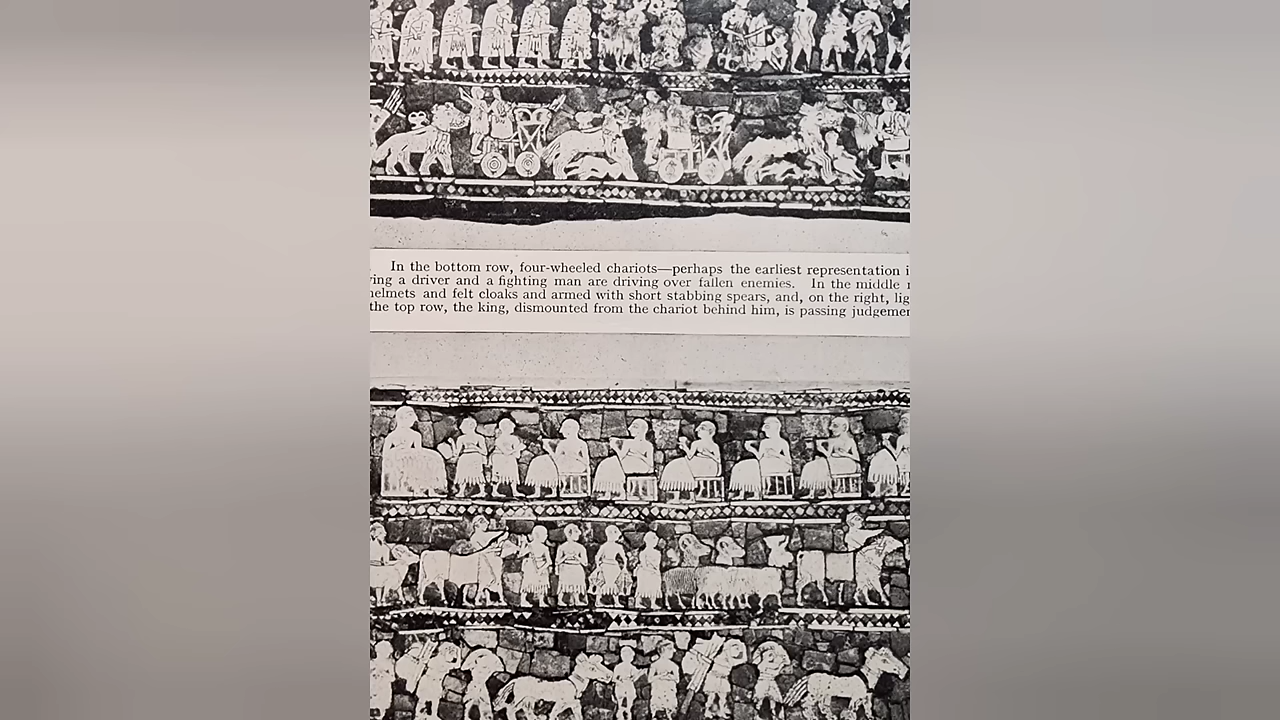 In the bottom row, four-wheeled chariots—perhaps the earliest representation
a driver and a fighting man are driving over fallen enemies. In the middle
helmets and felt cloaks and armed with short stabbing spears, and, on the right,
the top row, the king, dismounted from the chariot behind him, is passing